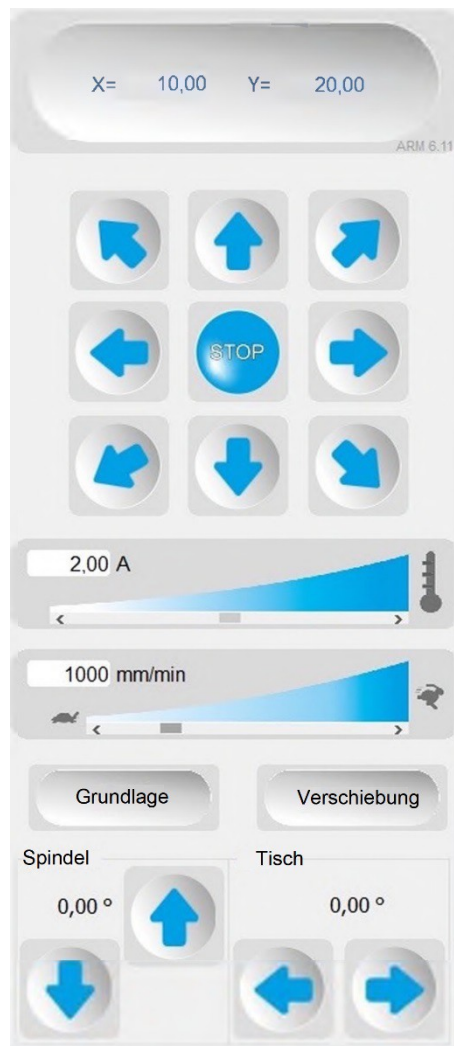 X= 10,00 Y= 20,00
ARM 6.11
STOP
2,00 A
1000 mm/min
Grundlage Verschiebung
Spindel Tisch
0,00 º 0,00 º